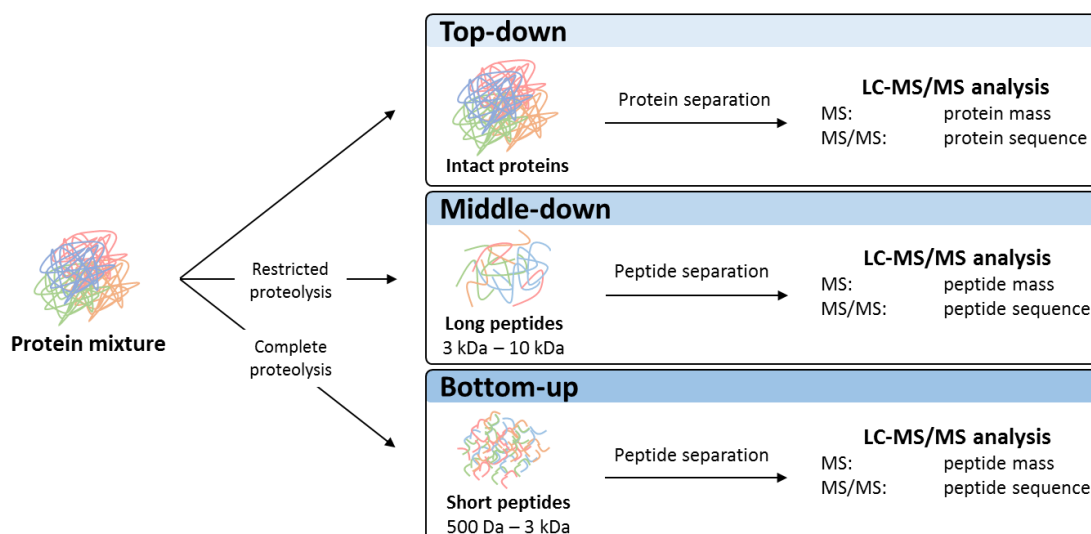 Top-down
Protein separation
LC-MS/MS analysis
MS: protein mass
MS/MS: protein sequence
Intact proteins
Middle-down
Restricted
proteolysis
Peptide separation
LC-MS/MS analysis
MS: peptide mass
MS/MS: peptide sequence
Long peptides
3 kDa – 10 kDa
Protein mixture
Complete
proteolysis
Bottom-up
Peptide separation
LC-MS/MS analysis
MS: peptide mass
MS/MS: peptide sequence
Short peptides
500 Da – 3 kDa